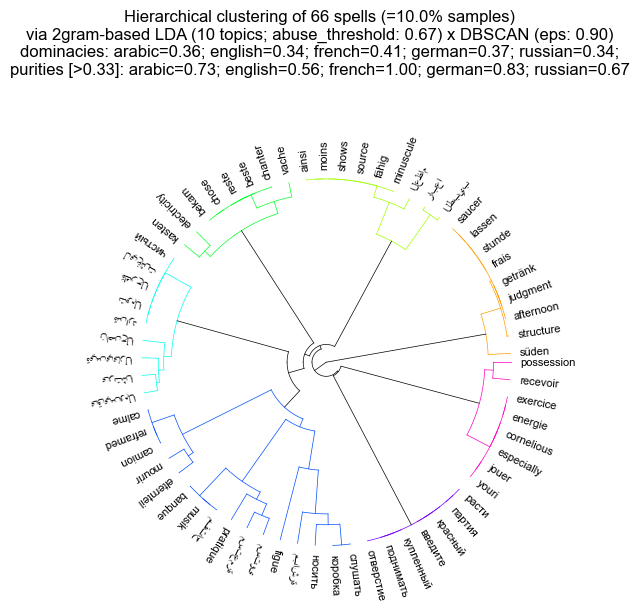 Hierarchical clustering of 66 spells (=10.0% samples)
via 2gram-based LDA (10 topics; abuse_threshold: 0.67) x DBSCAN (eps: 0.90)
dominacies: arabic=0.36; english=0.34; french=0.41; german=0.37; russian=0.34;
purities [>0.33]: arabic=0.73; english=0.56; french=1.00; german=0.83; russian=0.67
minuscule
fähig
source
shows
moins
ainsi
vache
chanter
beste
reste
chose
bekam
electricity
kasten
чистый
calme
reframed
camion
mourir
elternteil
banque
musik
pratique
figue
носить
коробка
слушать
отверстие
поднимать
купленный
введите
красный
партия
расти
youri
jouer
especially
cornelious
energie
exercice
recevoir
possession
süden
structure
afternoon
judgment
getränk
frais
stunde
lassen
saucer